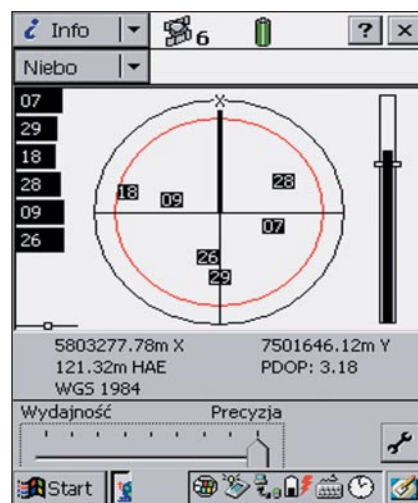 Info 6 ? ×
Niebo
07
29
18
28
09
26
X
18
09
28
07
26
29
5803277.78m X 7501646.12m Y
121.32m HAE PDOP: 3.18
WGS 1984
Wydajność Precyzja
Start